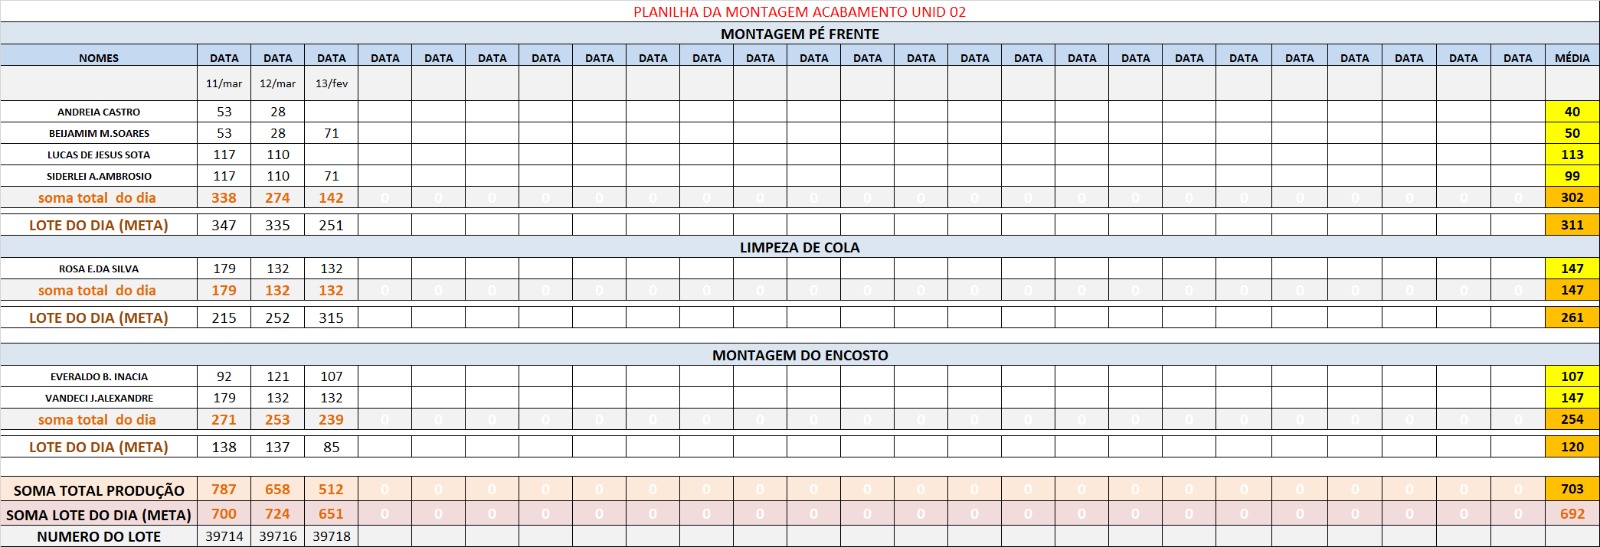 PLANILHA DA MONTAGEM ACABAMENTO UNID 02
MONTAGEM PÉ FRENTE
NOMES DATA DATA DATA DATA DATA DATA DATA DATA DATA DATA DATA DATA DATA DATA DATA DATA DATA DATA DATA DATA DATA DATA DATA DATA DATA MÉDIA
11/mar 12/mar 13/fev
ANDREIA CASTRO 53 28 40
BEIJAMIM M.SOARES 53 28 71 50
LUCAS DE JESUS SOTA 117 110 113
SIDERLEI A.AMBROSIO 117 110 71 99
soma total do dia 338 274 142 0 0 0 0 0 0 0 0 0 0 0 0 0 0 0 0 0 0 0 0 0 0 302
LOTE DO DIA (META) 347 335 251 311
LIMPEZA DE COLA
ROSA E.DA SILVA 179 132 132 147
soma total do dia 179 132 132 0 0 0 0 0 0 0 0 0 0 0 0 0 0 0 0 0 0 0 0 0 0 147
LOTE DO DIA (META) 215 252 315 261
MONTAGEM DO ENCOSTO
EVERALDO B. INACIA 92 121 107 107
VANDECI J.ALEXANDRE 179 132 132 147
soma total do dia 271 253 239 0 0 0 0 0 0 0 0 0 0 0 0 0 0 0 0 0 0 0 0 0 0 254
LOTE DO DIA (META) 138 137 85 120
SOMA TOTAL PRODUÇÃO 787 658 512 0 0 0 0 0 0 0 0 0 0 0 0 0 0 0 0 0 0 0 0 0 0 703
SOMA LOTE DO DIA (META) 700 724 651 0 0 0 0 0 0 0 0 0 0 0 0 0 0 0 0 0 0 0 0 0 0 692
NUMERO DO LOTE 39714 39716 39718